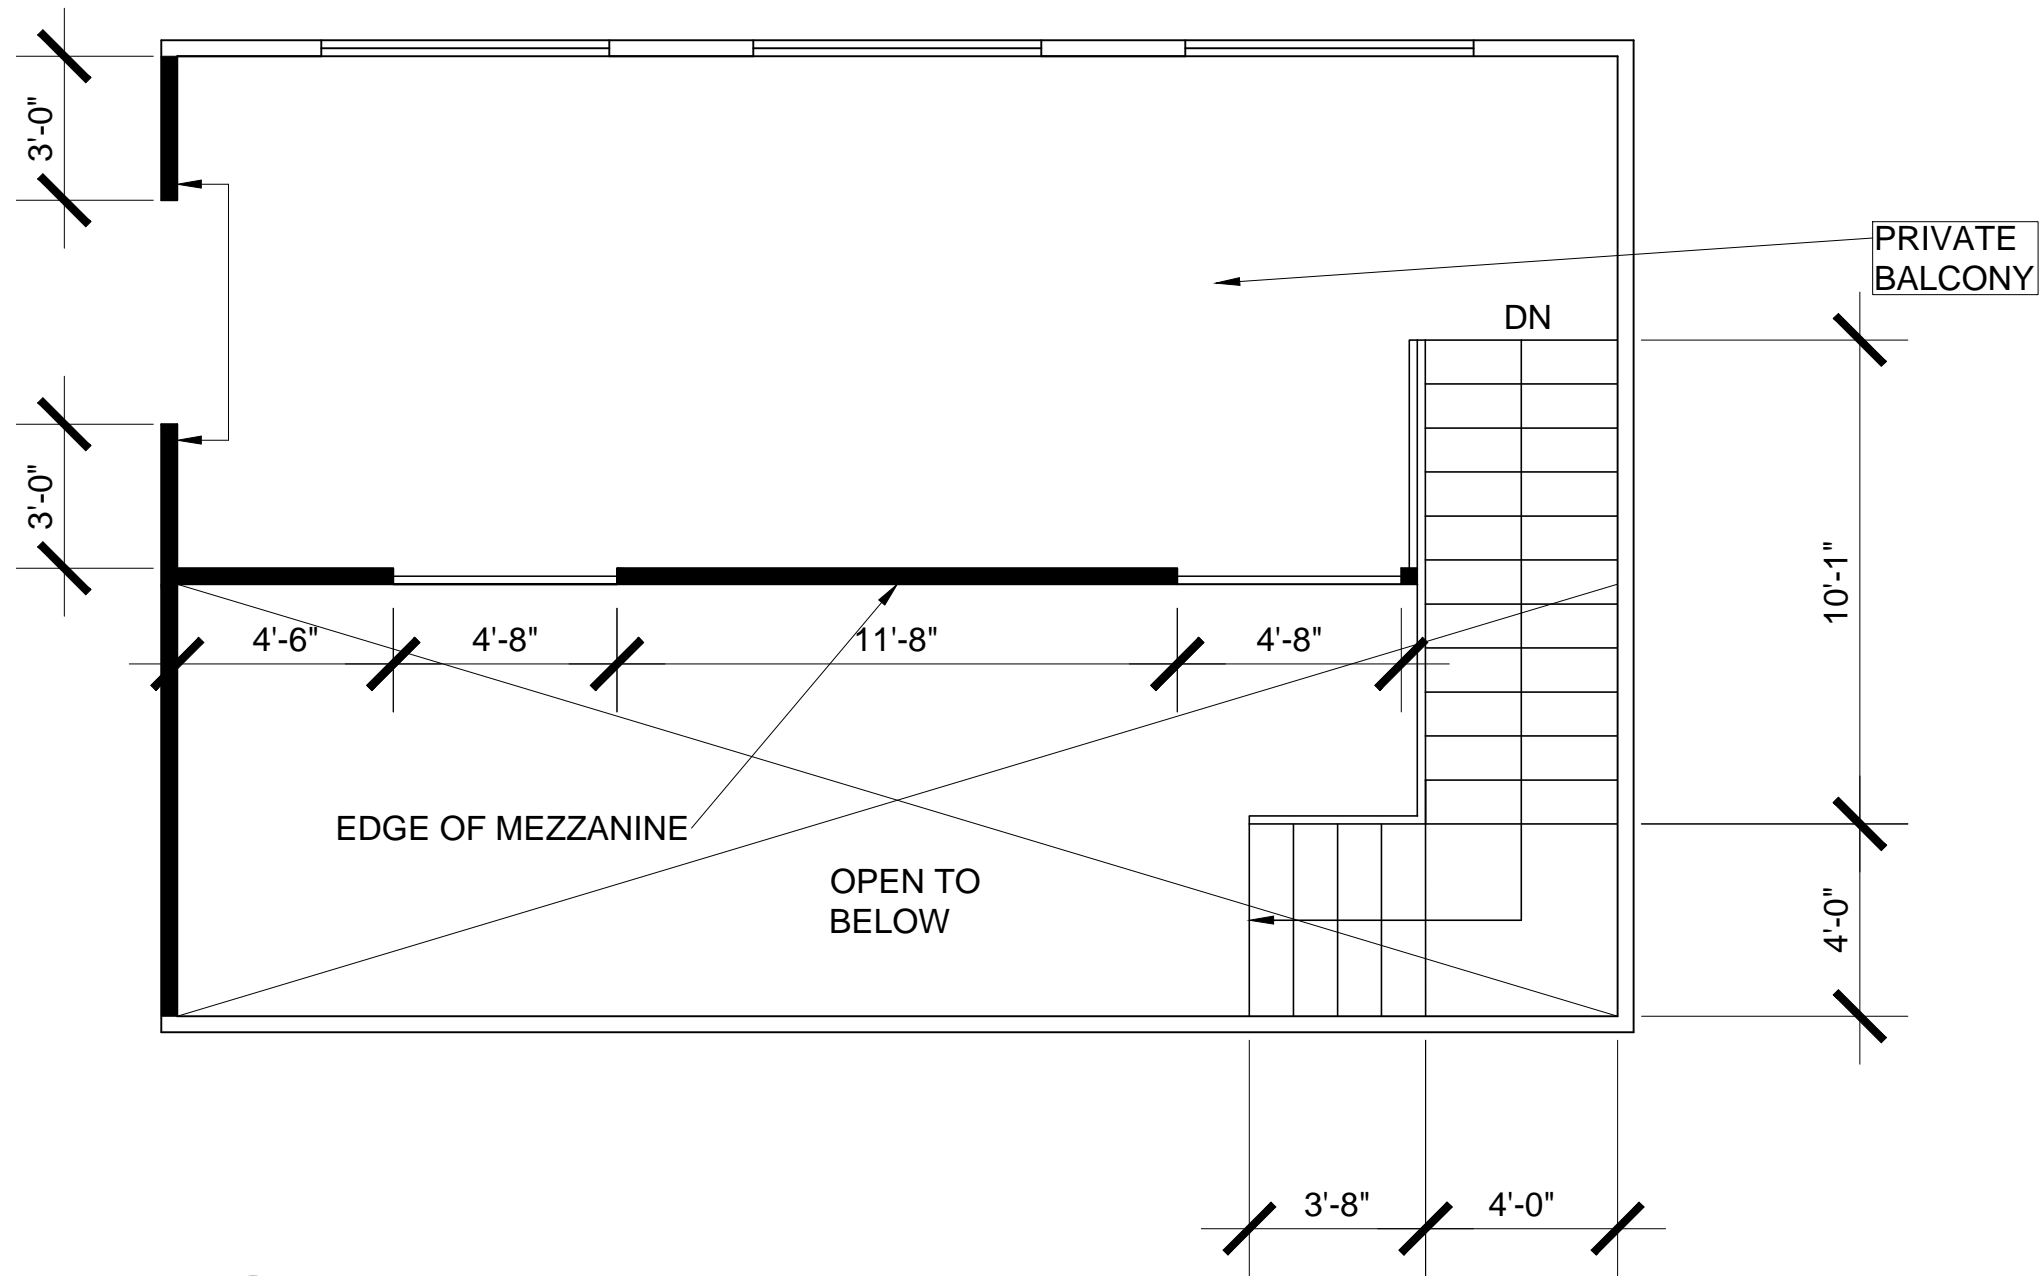 3'-0"
PRIVATE
BALCONY
DN
3'-0"
10'-1"
4'-6"
4'-8"
11'-8"
4'-8"
EDGE OF MEZZANINE
OPEN TO
BELOW
4'-0"
3'-8"
4'-0"